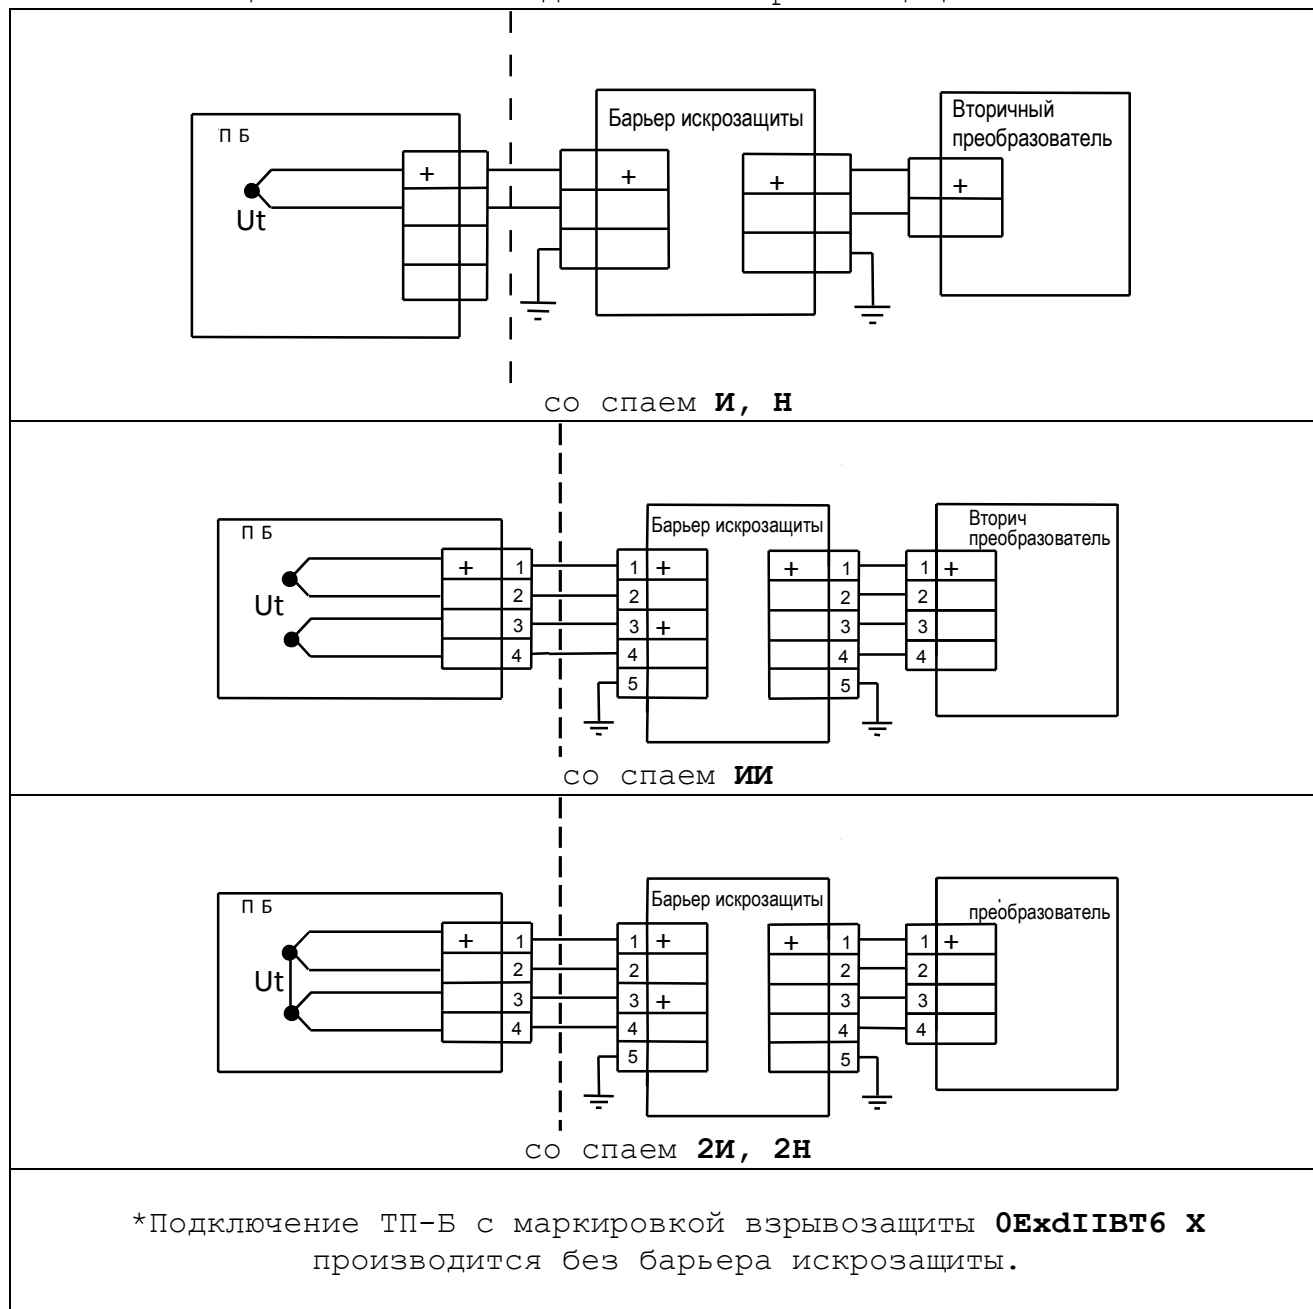 П Б
Ut
+
Барьер искрозащиты
+
+
Вторичный
преобразователь
+
со спаем И, Н
П Б
Ut
+
1
2
3
4
Барьер искрозащиты
1 +
2
3 +
4
5
+ 1
2
3
4
5
Вторич
преобразователь
1 +
2
3
4
со спаем ИИ
П Б
Ut
+
1
2
3
4
Барьер искрозащиты
1 +
2
3 +
4
5
+ 1
2
3
4
5
преобразователь
1 +
2
3
4
со спаем 2И, 2Н
*Подключение ТП-Б с маркировкой взрывозащиты 0ExdIIBT6 X
производится без барьера искрозащиты.